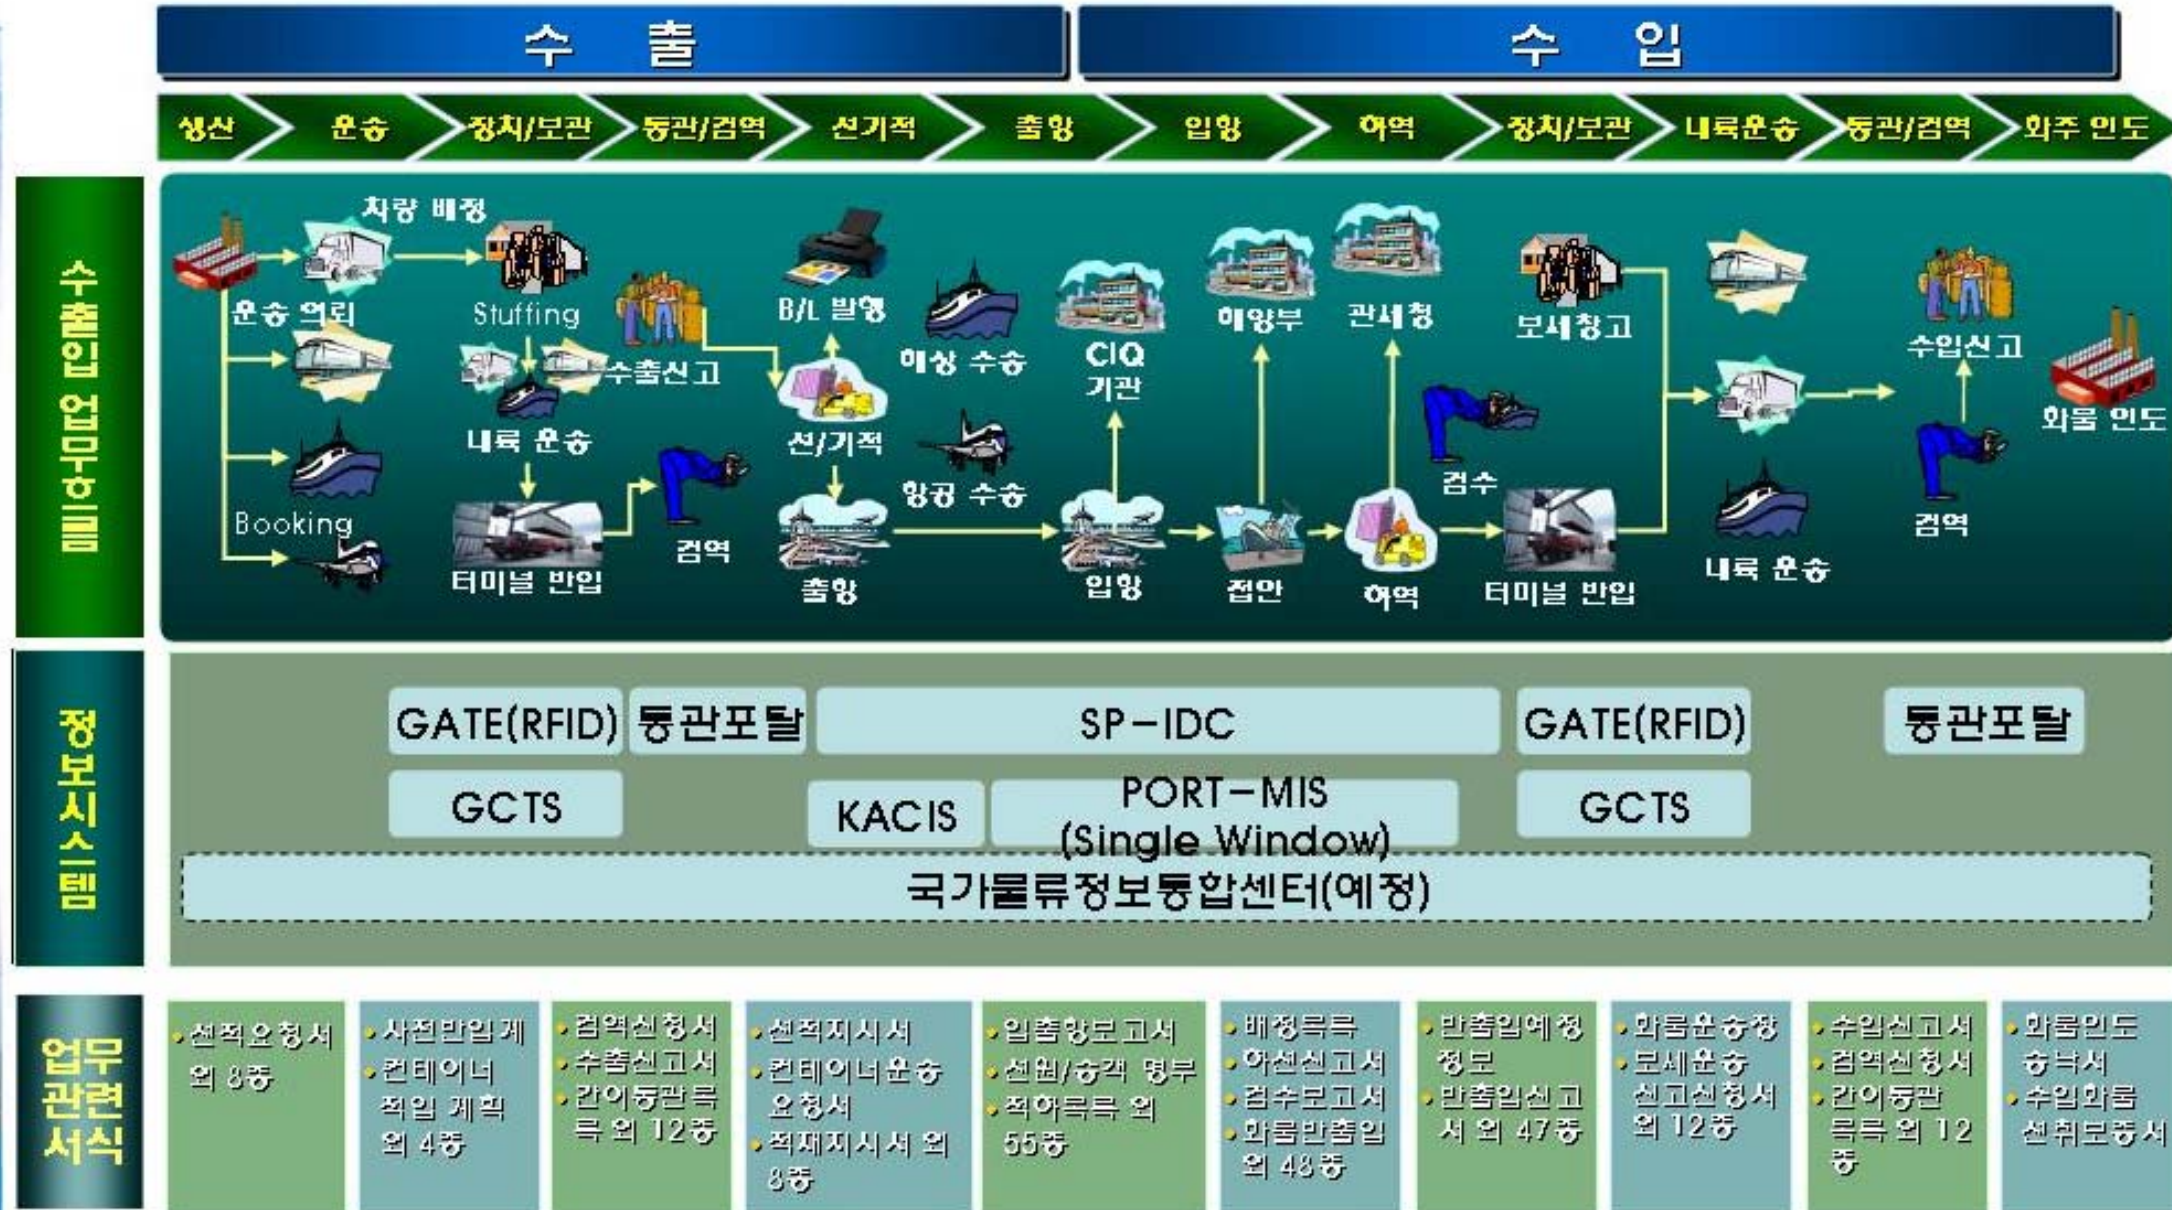 수 출
수 입
생산
운송
장치/보관
통관/검역
선기적
출항
입항
하역
장치/보관
내륙운송
통관/검역
화주 인도
수출입 업무흐름
차량 배정
운송 의뢰
Booking
Stuffing
내륙 운송
터미널 반입
수출신고
검역
B/L 발행
선/기적
출항
해상 수송
항공 수송
CIQ
기관
입항
해양부
접안
관세청
하역
검수
보세창고
터미널 반입
내륙 운송
수입신고
검역
화물 인도
정보시스템
GATE(RFID)
통관포탈
SP-IDC
GATE(RFID)
통관포탈
GCTS
KACIS
PORT-MIS
(Single Window)
GCTS
국가물류정보통합센터(예정)
업무
관련
서식
선적요청서
외 8종
사전반입계
컨테이너
적입 계획
외 4종
검역신청서
수출신고서
간이통관목
록 외 12종
선적지시서
컨테이너운송
요청서
적재지시서 외
8종
입출항보고서
선원/승객 명부
적하목록 외
55종
배정목록
하선신고서
검수보고서
화물반출입
외 48종
반출입예정
정보
반출입신고
서 외 47종
화물운송장
보세운송
신고신청서
외 12종
수입신고서
검역신청서
간이통관
목록 외 12
종
화물인도
승낙서
수입화물
선취보증서